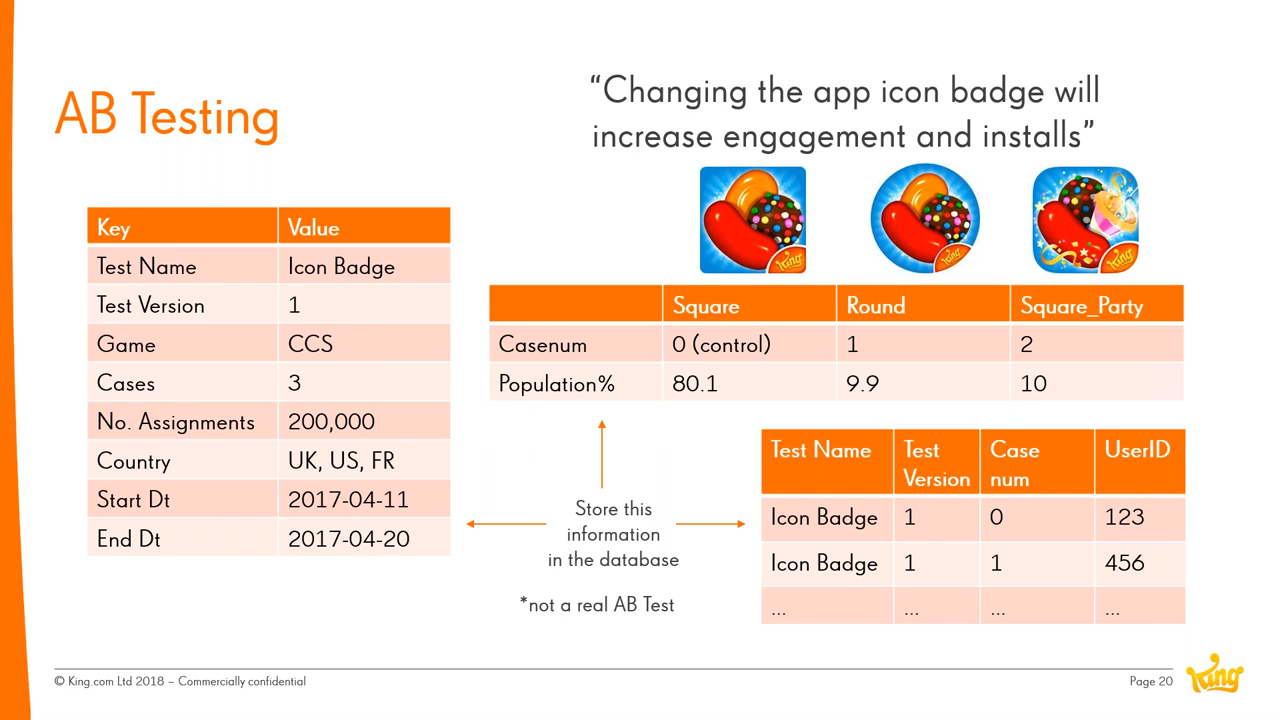 AB Testing
“Changing the app icon badge will
increase engagement and installs”
king
king
king
Key Value
Test Name Icon Badge
Test Version 1
Game CCS
Cases 3
No. Assignments 200,000
Country UK, US, FR
Start Dt 2017-04-11
End Dt 2017-04-20
Square Round Square_Party
Casenum 0 (control) 1 2
Population% 80.1 9.9 10
Store this
information
in the database
*not a real AB Test
Test Name Test Version Case num UserID
Icon Badge 1 0 123
Icon Badge 1 1 456
... ... ... ...
© King.com Ltd 2018 – Commercially confidential
Page 20
King